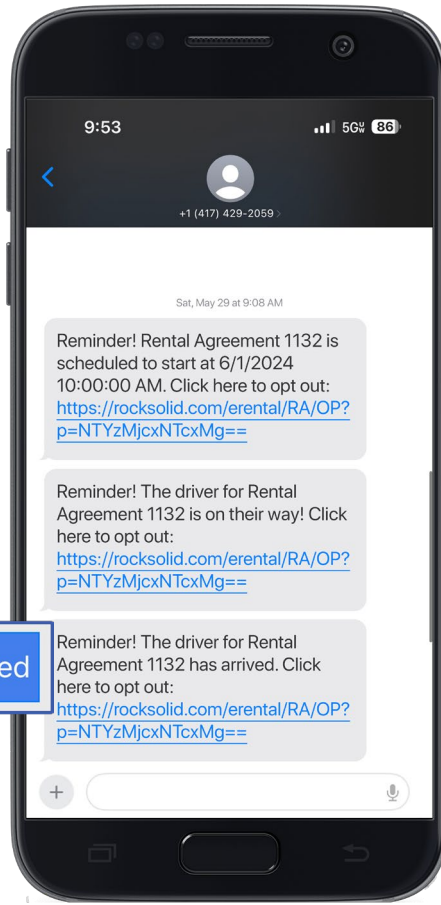 9:53
5GW 86
+1 (417) 429-2059
Sat, May 29 at 9:08 AM
Reminder! Rental Agreement 1132 is
scheduled to start at 6/1/2024
10:00:00 AM. Click here to opt out:
https://rocksolid.com/erental/RA/OP?
p=NTYzMjcxNTcxMg==
Reminder! The driver for Rental
Agreement 1132 is on their way! Click
here to opt out:
https://rocksolid.com/erental/RA/OP?
p=NTYzMjcxNTcxMg==
ed
Reminder! The driver for Rental
Agreement 1132 has arrived. Click
here to opt out:
https://rocksolid.com/erental/RA/OP?
p=NTYzMjcxNTcxMg==